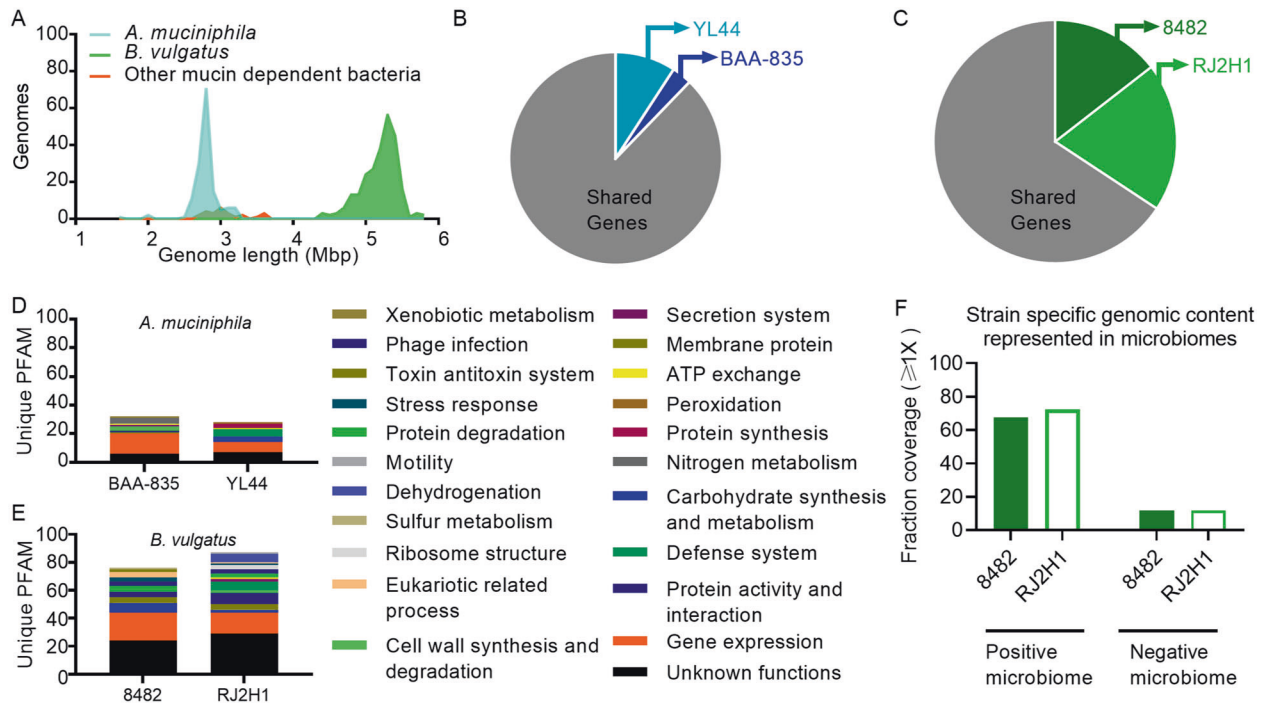 A
A. muciniphila
B. vulgatus
Other mucin dependent bacteria
Genomes
100
80
60
40
20
0
1
2
3
4
5
6
Genome length (Mbp)
B
YL44
BAA-835
Shared
Genes
C
8482
RJ2H1
Shared
Genes
D
A. muciniphila
Unique PFAM
100
80
60
40
20
0
BAA-835
YL44
E
B. vulgatus
Unique PFAM
100
80
60
40
20
0
8482
RJ2H1
Xenobiotic metabolism
Phage infection
Toxin antitoxin system
Stress response
Protein degradation
Motility
Dehydrogenation
Sulfur metabolism
Ribosome structure
Eukariotic related
process
Cell wall synthesis and
degradation
Secretion system
Membrane protein
ATP exchange
Peroxidation
Protein synthesis
Nitrogen metabolism
Carbohydrate synthesis
and metabolism
Defense system
Protein activity and
interaction
Gene expression
Unknown functions
F
Strain specific genomic content
represented in microbiomes
Fraction coverage (⩾1X)
100
80
60
40
20
0
8482
RJ2H1
8482
RJ2H1
Positive
microbiome
Negative
microbiome